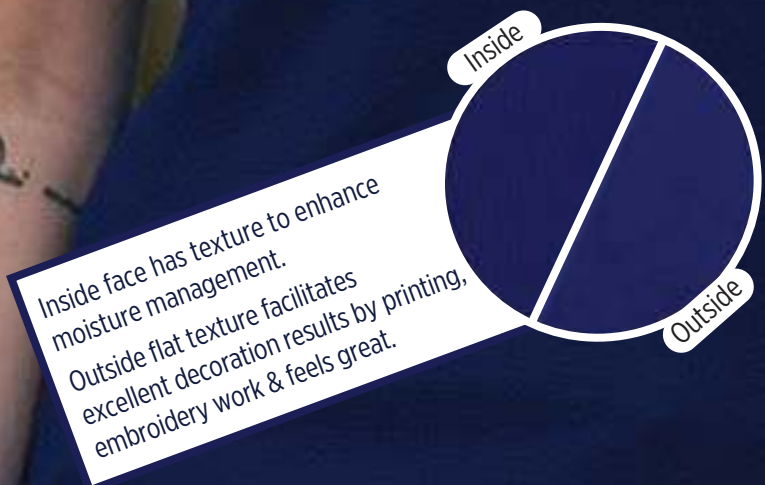 Inside
Inside face has texture to enhance
moisture management.
Outside flat texture facilitates
excellent decoration results by printing,
embroidery work & feels great.
Outside